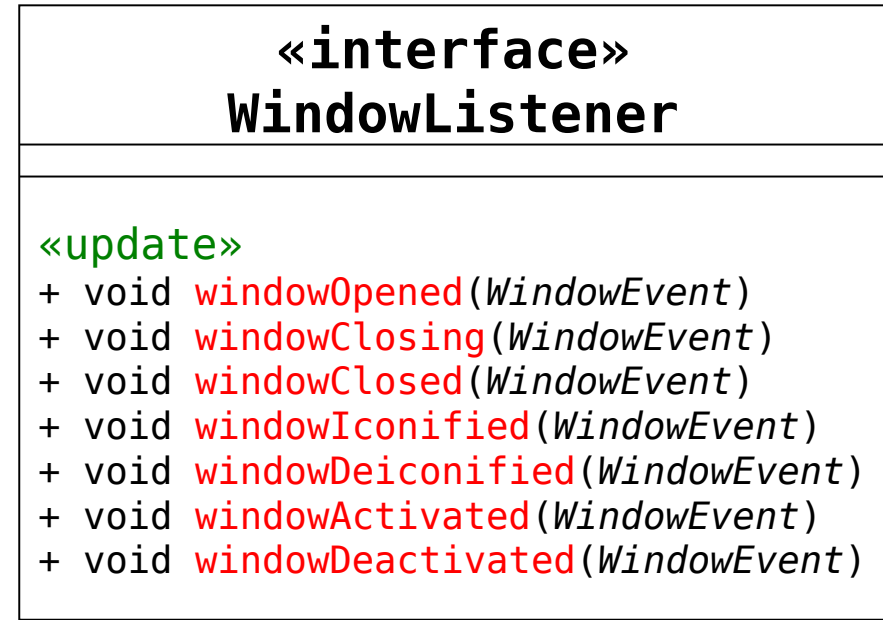 «interface»
WindowListener
«update»
+ void windowOpened(WindowEvent)
+ void windowClosing(WindowEvent)
+ void windowClosed(WindowEvent)
+ void windowIconified(WindowEvent)
+ void windowDeiconified(WindowEvent)
+ void windowActivated(WindowEvent)
+ void windowDeactivated(WindowEvent)